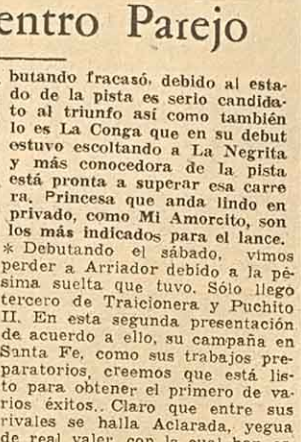 entro Parejo
butando fracasó, debido al esta-
do de la pista es serio candida-
to al triunfo así como también
lo es La Conga que en su debut
estuvo escoltando a La Negrita
y más conocedora de la pista
está pronta a superar esa carre
ra. Princesa que anda lindo en
privado, como Mi Amorcito, son
los más indicados para el lance.
* Debutando el sábado, vimos
perder a Arriador debido a la pé-
sima suelta que tuvo. Sólo llegó
tercero de Traicionera y Puchito
II. En esta segunda presentación
de acuerdo a ello, su campaña en
Santa Fe, como sus trabajos pre-
paratorios, creemos que está lis-
to para obtener el primero de va-
rios éxitos.. Claro que entre sus
rivales se halla Aclarada, yegua
de real valer, con la cual